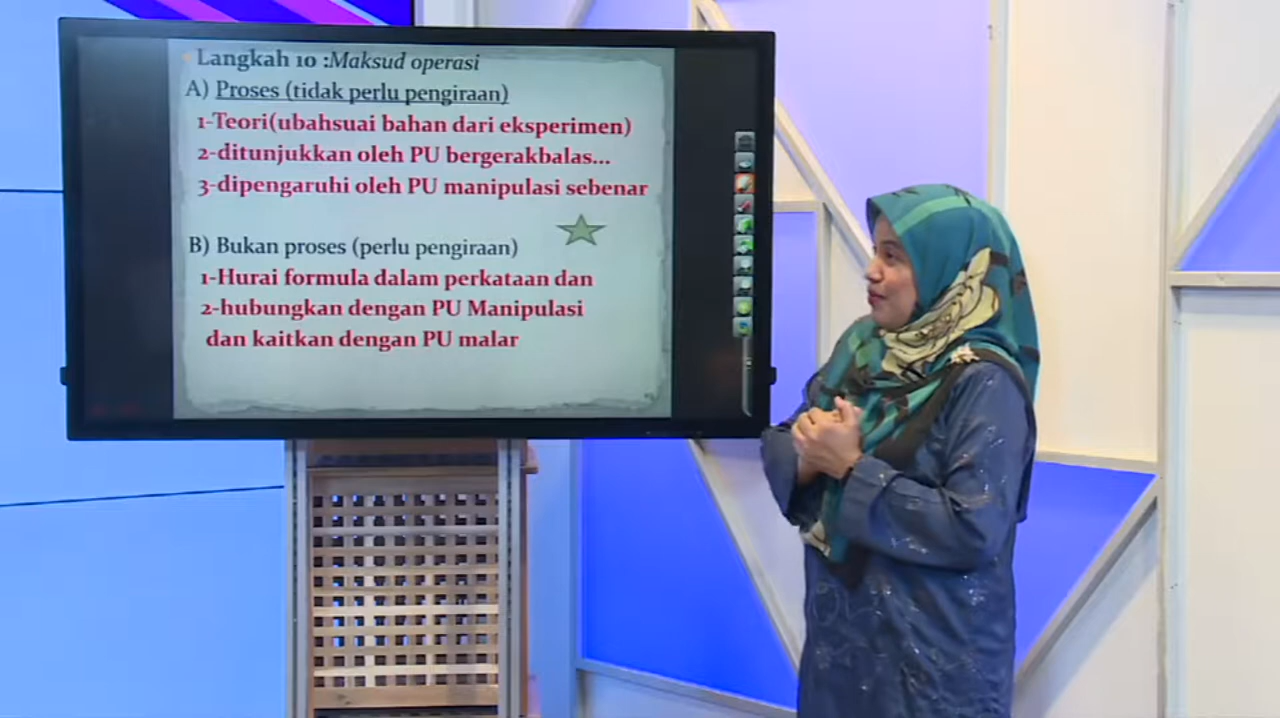 Langkah 10 :Maksud operasi
A) Proses (tidak perlu pengiraan)
1-Teori(ubahsuai bahan dari eksperimen)
2-ditunjukkan oleh PU bergerakbalas...
3-dipengaruhi oleh PU manipulasi sebenar
B) Bukan proses (perlu pengiraan)
1-Hurai formula dalam perkataan dan
2-hubungkan dengan PU Manipulasi
dan kaitkan dengan PU malar